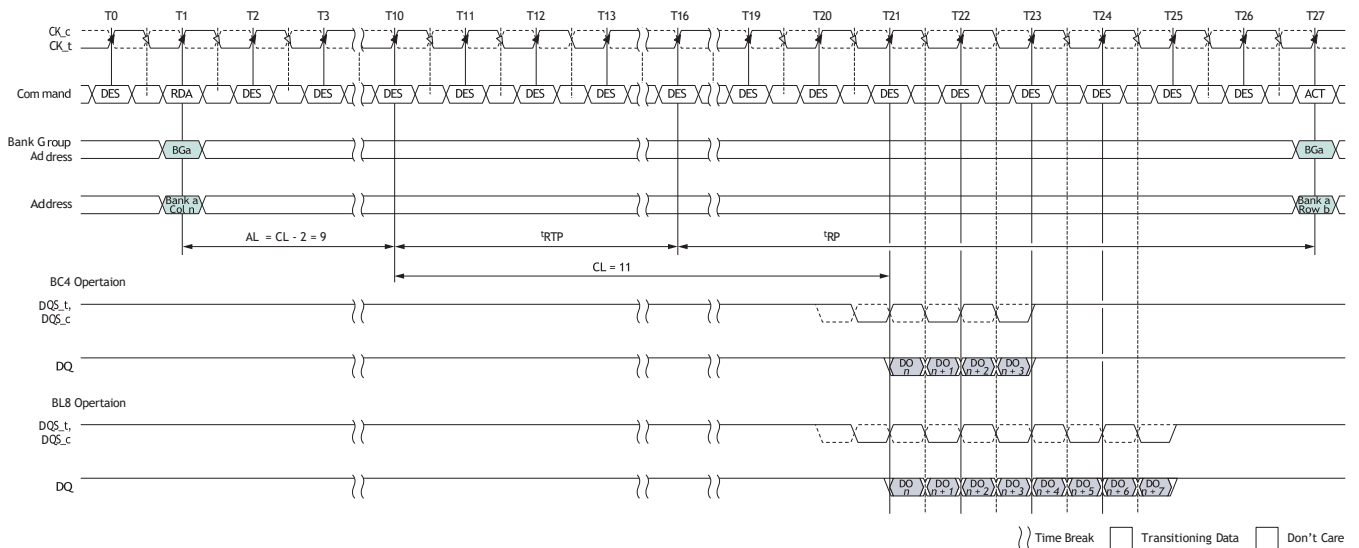 T0 T1 T2 T3 T10 T11 T12 T13 T16 T19 T20 T21 T22 T23 T24 T25 T26 T27
CK_c
CK_t
Command DES RDA DES DES DES DES DES DES DES DES DES DES DES DES DES DES DES ACT
Bank Group
Address
BGa BGa
Address
Bank a
Col n
Bank a
Row b
AL = CL - 2 = 9 tRTP tRP
CL = 11
BC4 Opertaion
DQS_t,
DQS_c
DQ
DO
n
DO
n + 1
DO
n + 2
DO
n + 3
BL8 Opertaion
DQS_t,
DQS_c
DQ
DO
n
DO
n + 1
DO
n + 2
DO
n + 3
DO
n + 4
DO
n + 5
DO
n + 6
DO
n + 7
Time Break Transitioning Data Don't Care